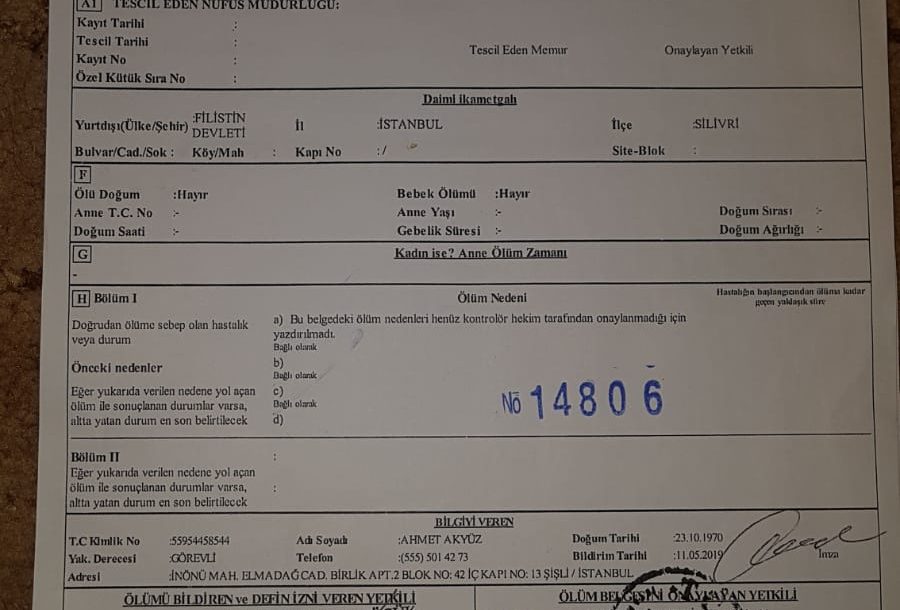 A1 TESCİL EDEN NÜFUS MÜDÜRLÜĞÜ:
Kayıt Tarihi :
Tescil Tarihi :
Tescil Eden Memur Onaylayan Yetkili
Kayıt No :
Özel Kütük Sıra No :
Daimi ikametgah
Yurtdışı(Ülke/Şehir) :FİLİSTİN DEVLETİ İl :İSTANBUL İlçe :SİLİVRİ
Bulvar/Cad./Sok : Köy/Mah : Kapı No :/ Site-Blok :
F
Ölü Doğum :Hayır Bebek Ölümü :Hayır
Anne T.C. No :- Anne Yaşı :- Doğum Sırası :-
Doğum Saati :- Gebelik Süresi :- Doğum Ağırlığı :-
G Kadın ise? Anne Ölüm Zamanı
-
H Bölüm I Ölüm Nedeni Hastalığın başlangıcından ölüme kadar
geçen yaklaşık süre
Doğrudan ölüme sebep olan hastalık
veya durum
a) Bu belgedeki ölüm nedenleri henüz kontrolör hekim tarafından onaylanmadığı için
yazdırılmadı.
Bağlı olarak
Önceki nedenler b)
Bağlı olarak
Eğer yukarıda verilen nedene yol açan
ölüm ile sonuçlanan durumlar varsa,
altta yatan durum en son belirtilecek
c)
Bağlı olarak
d)
No 14806
Bölüm II :
Eğer yukarıda verilen nedene yol açan
ölüm ile sonuçlanan durumlar varsa, :
altta yatan durum en son belirtilecek
BİLGİYİ VEREN
T.C Kimlik No :55954458544 Adı Soyadı :AHMET AKYÜZ Doğum Tarihi :23.10.1970
Yak. Derecesi :GÖREVLİ Telefon :(555) 501 42 73 Bildirim Tarihi :11.05.2019 İmza
Adresi :İNÖNÜ MAH. ELMADAĞ CAD. BİRLİK APT.2 BLOK NO: 42 İÇ KAPI NO: 13 ŞİŞLİ / İSTANBUL
ÖLÜMÜ BİLDİREN ve DEFİN İZNİ VEREN YETKİLİ ÖLÜM BELGESİNİ ONAYLAYAN YETKİLİ